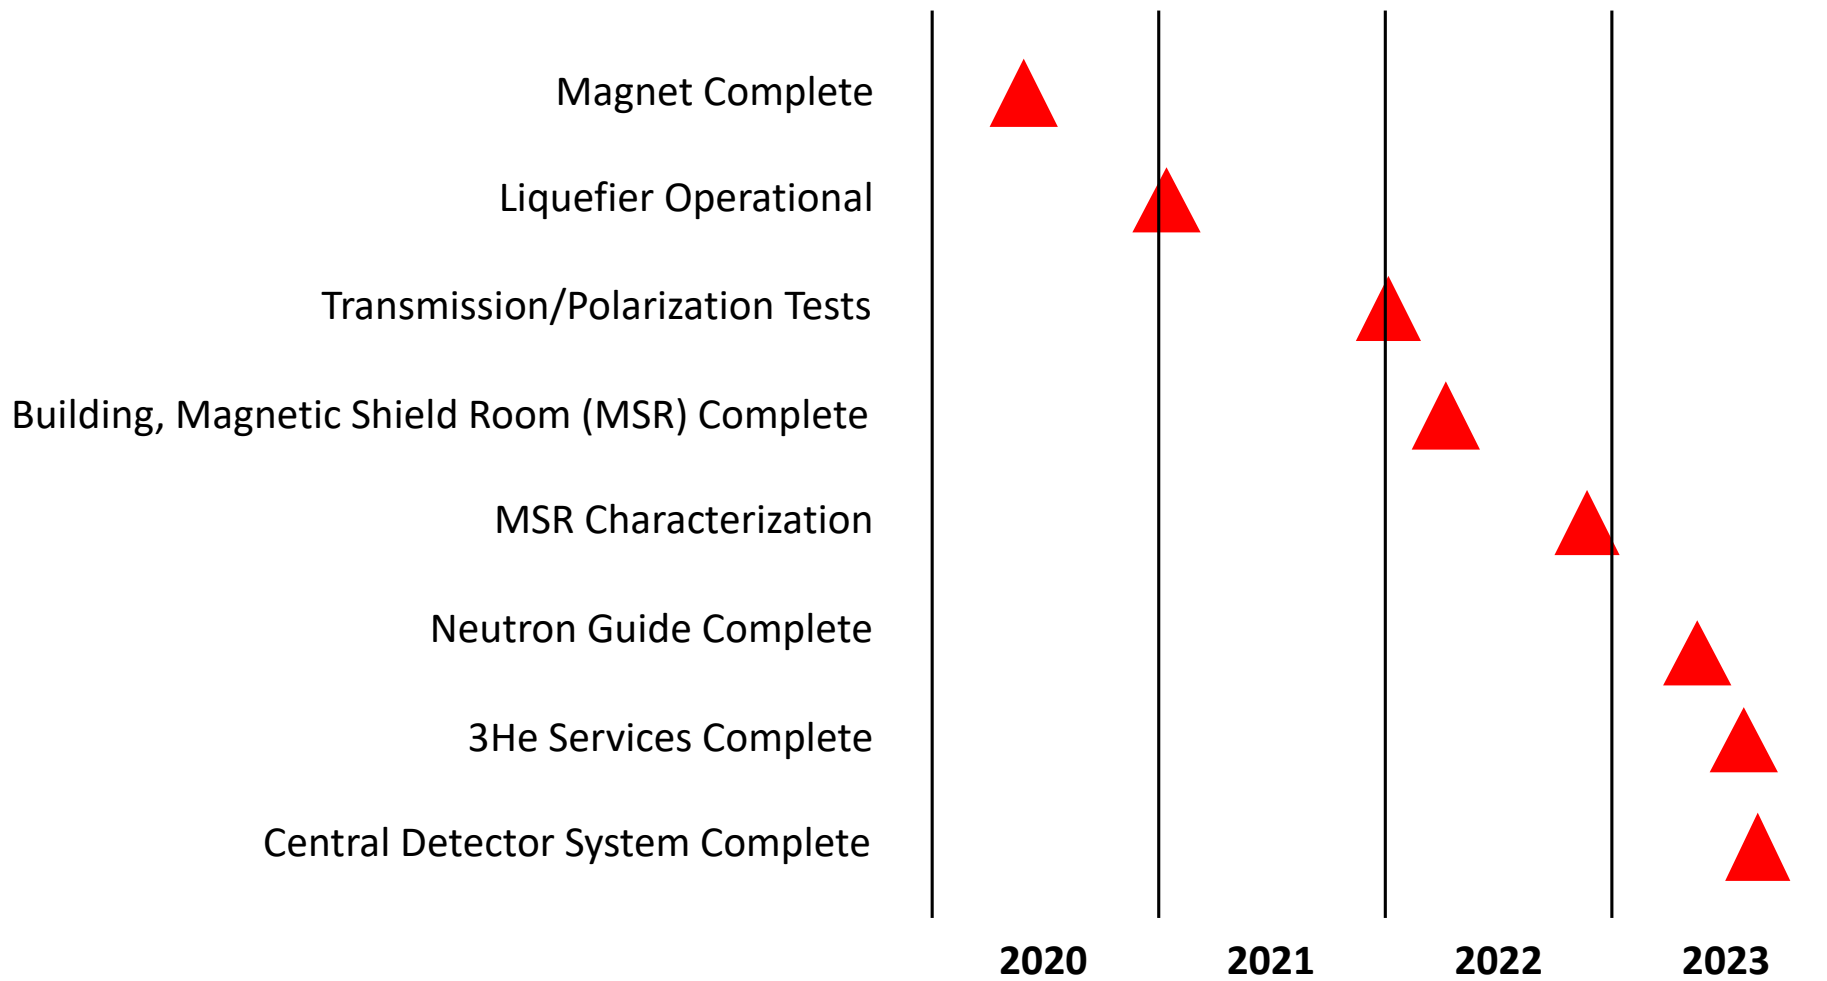 Magnet Complete
Liquefier Operational
Transmission/Polarization Tests
Building, Magnetic Shield Room (MSR) Complete
MSR Characterization
Neutron Guide Complete
3He Services Complete
Central Detector System Complete
2020 2021 2022 2023